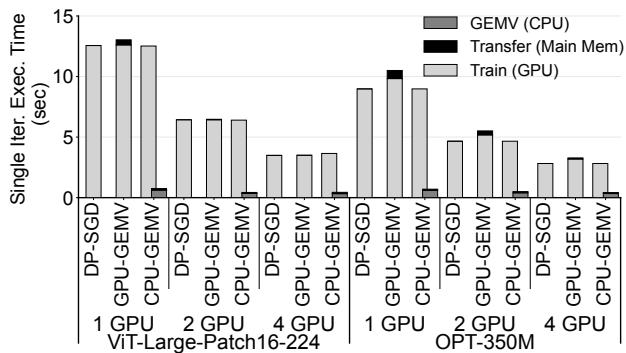 Single Iter. Exec. Time
(sec)
15
10
5
0
GEMV (CPU)
Transfer (Main Mem)
Train (GPU)
DP-SGD
GPU-GEMV
CPU-GEMV
DP-SGD
GPU-GEMV
CPU-GEMV
DP-SGD
GPU-GEMV
CPU-GEMV
DP-SGD
GPU-GEMV
CPU-GEMV
DP-SGD
GPU-GEMV
CPU-GEMV
DP-SGD
GPU-GEMV
CPU-GEMV
1 GPU 2 GPU 4 GPU 1 GPU 2 GPU 4 GPU
ViT-Large-Patch16-224 OPT-350M